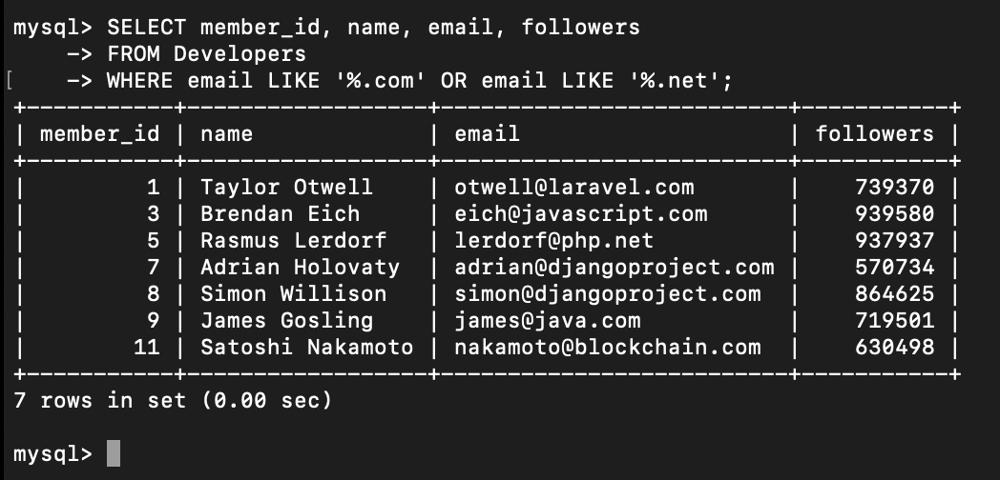 mysql> SELECT member_id, name, email, followers
    -> FROM Developers
[    -> WHERE email LIKE '%.com' OR email LIKE '%.net';
+-----------+------------------+---------------------------+-----------+
| member_id | name             | email                     | followers |
+-----------+------------------+---------------------------+-----------+
|         1 | Taylor Otwell    | otwell@laravel.com        |    739370 |
|         3 | Brendan Eich     | eich@javascript.com       |    939580 |
|         5 | Rasmus Lerdorf   | lerdorf@php.net           |    937937 |
|         7 | Adrian Holovaty  | adrian@djangoproject.com  |    570734 |
|         8 | Simon Willison   | simon@djangoproject.com   |    864625 |
|         9 | James Gosling    | james@java.com            |    719501 |
|        11 | Satoshi Nakamoto | nakamoto@blockchain.com   |    630498 |
+-----------+------------------+---------------------------+-----------+
7 rows in set (0.00 sec)
mysql>